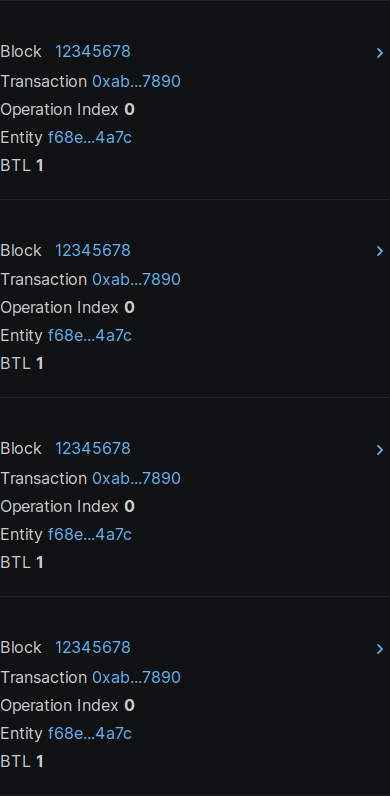 Block 12345678
Transaction 0xab...7890
Operation Index 0
Entity f68e...4a7c
BTL 1
Block 12345678
Transaction 0xab...7890
Operation Index 0
Entity f68e...4a7c
BTL 1
Block 12345678
Transaction 0xab...7890
Operation Index 0
Entity f68e...4a7c
BTL 1
Block 12345678
Transaction 0xab...7890
Operation Index 0
Entity f68e...4a7c
BTL 1